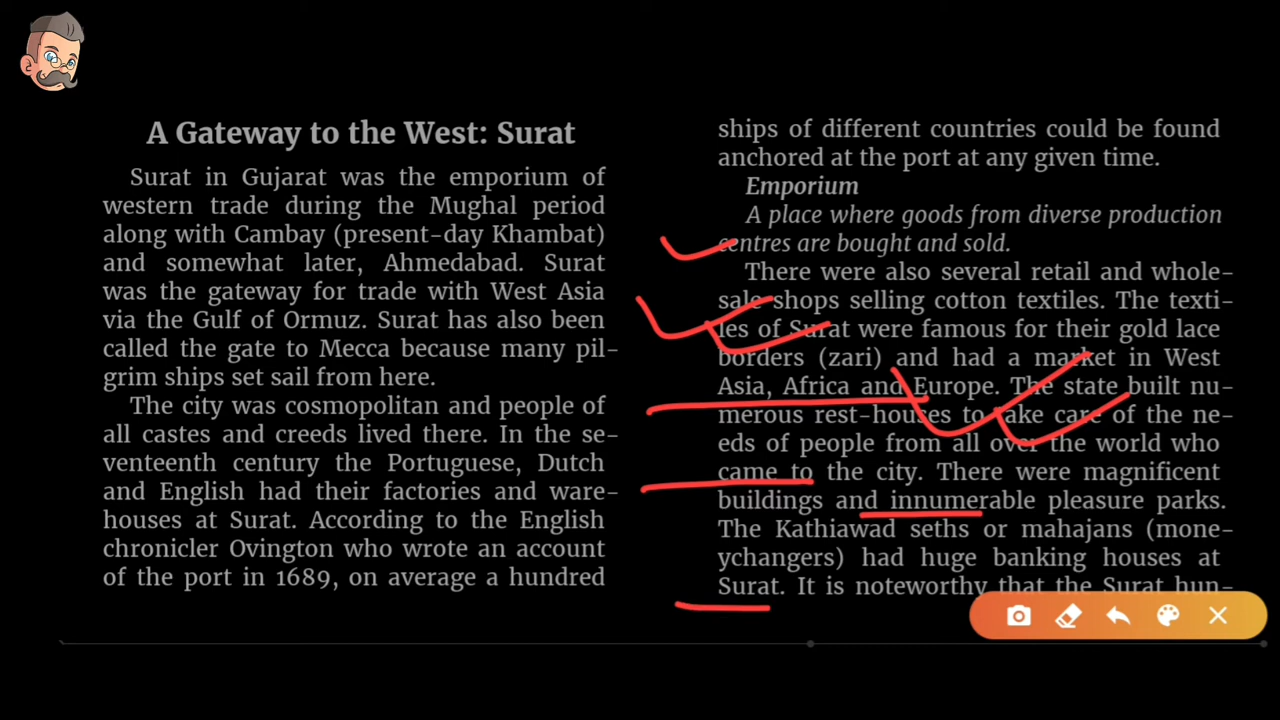 A Gateway to the West: Surat
Surat in Gujarat was the emporium of
western trade during the Mughal period
along with Cambay (present-day Khambat)
and somewhat later, Ahmedabad. Surat
was the gateway for trade with West Asia
via the Gulf of Ormuz. Surat has also been
called the gate to Mecca because many pil-
grim ships set sail from here.
The city was cosmopolitan and people of
all castes and creeds lived there. In the se-
venteenth century the Portuguese, Dutch
and English had their factories and ware-
houses at Surat. According to the English
chronicler Ovington who wrote an account
of the port in 1689, on average a hundred
ships of different countries could be found
anchored at the port at any given time.
Emporium
A place where goods from diverse production
centres are bought and sold.
There were also several retail and whole-
sale shops selling cotton textiles. The texti-
les of Surat were famous for their gold lace
borders (zari) and had a market in West
Asia, Africa and Europe. The state built nu-
merous rest-houses to take care of the ne-
eds of people from all over the world who
came to the city. There were magnificent
buildings and innumerable pleasure parks.
The Kathiawad seths or mahajans (mone-
ychangers) had huge banking houses at
Surat. It is noteworthy that the Surat hun-